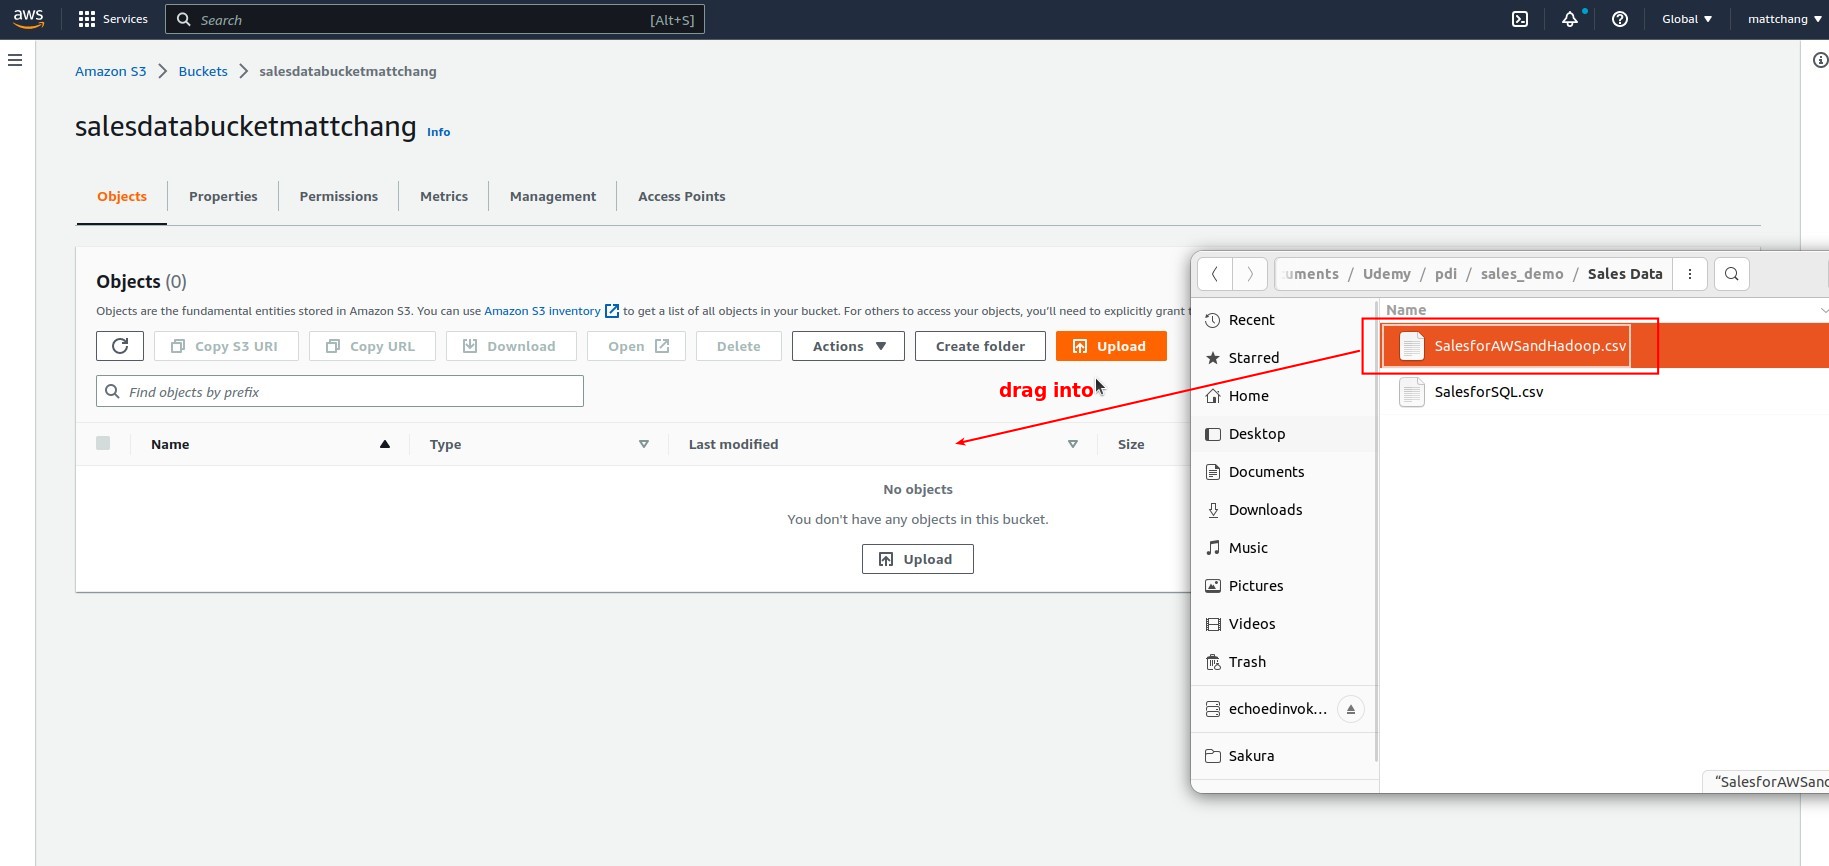 aws
Services
Search
[Alt+S]
Global
mattchang
Amazon S3
Buckets
salesdatabucketmattchang
salesdatabucketmattchang Info
Objects
Properties
Permissions
Metrics
Management
Access Points
Objects (0)
Objects are the fundamental entities stored in Amazon S3. You can use Amazon S3 inventory to get a list of all objects in your bucket. For others to access your objects, you'll need to explicitly grant
Copy S3 URI
Copy URL
Download
Open
Delete
Actions
Create folder
Upload
Find objects by prefix
drag into
Name
Type
Last modified
Size
No objects
You don't have any objects in this bucket.
Upload
/ Udemy / pdi / sales_demo / Sales Data
Recent
Starred
Home
Desktop
Documents
Downloads
Music
Pictures
Videos
Trash
echoedinvok...
Sakura
Name
SalesforAWSandHadoop.csv
SalesforSQL.csv